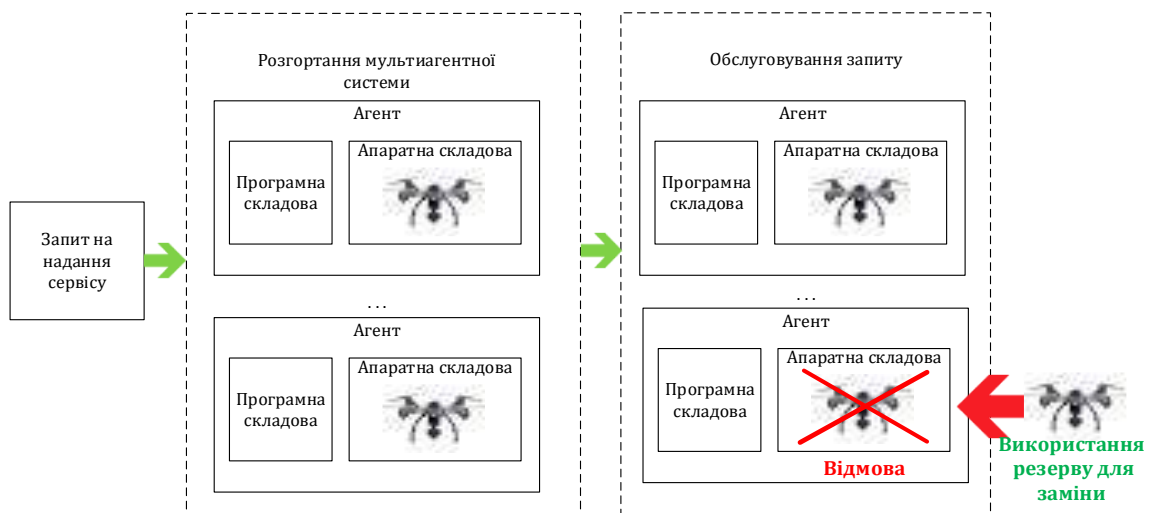 Запит на
надання
сервісу
Розгортання мультиагентної
системи
Агент
Програмна
складова
Апаратна складова
. . .
Агент
Програмна
складова
Апаратна складова
Обслуговування запиту
Агент
Програмна
складова
Апаратна складова
. . .
Агент
Програмна
складова
Апаратна складова
Відмова
Використання
резерву для
заміни